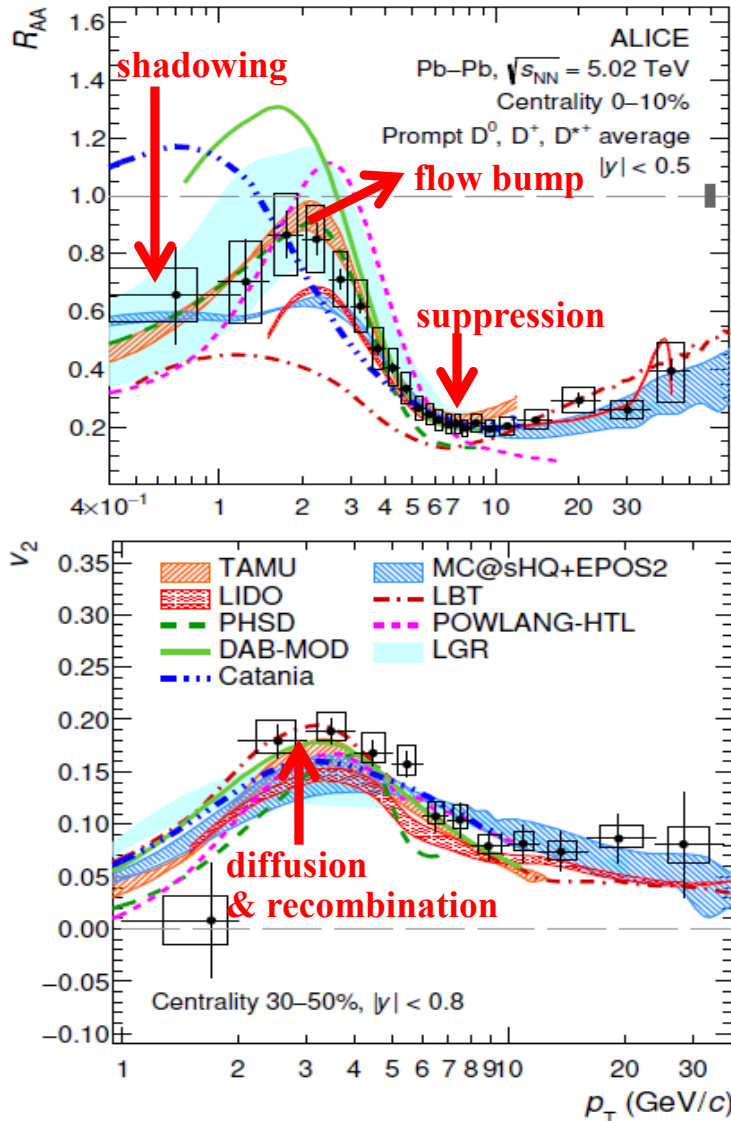 R_AA
1.6
1.4
1.2
1.0
0.8
0.6
0.4
0.2
shadowing
ALICE
Pb–Pb, √s_NN = 5.02 TeV
Centrality 0–10%
Prompt D⁰, D⁺, D*⁺ average
|y| < 0.5
flow bump
suppression
4×10⁻¹ 1 2 3 4 5 6 7 10 20 30
v₂
0.35
0.30
0.25
0.20
0.15
0.10
0.05
0.00
−0.05
−0.10
TAMU
LIDO
PHSD
DAB-MOD
Catania
MC@sHQ+EPOS2
LBT
POWLANG-HTL
LGR
diffusion
& recombination
Centrality 30–50%, |y| < 0.8
1 2 3 4 5 6 7 8 9 10 20 30
p_T (GeV/c)